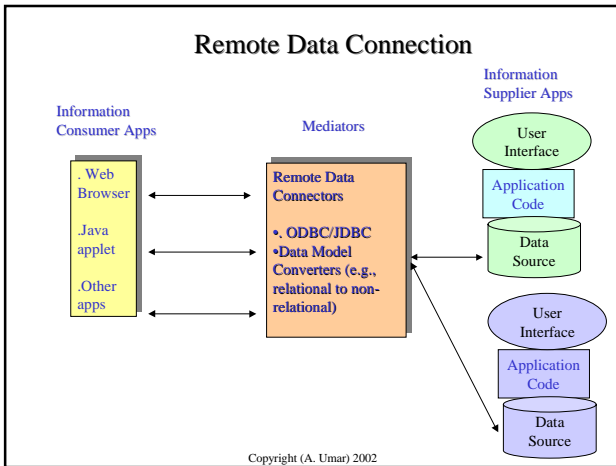 Remote Data Connection
Information
Consumer Apps
Mediators
Information
Supplier Apps
. Web
Browser
.Java
applet
.Other
apps
Remote Data
Connectors
•. ODBC/JDBC
•Data Model
Converters (e.g.,
relational to non-
relational)
User
Interface
Application
Code
Data
Source
User
Interface
Application
Code
Data
Source
Copyright (A. Umar) 2002